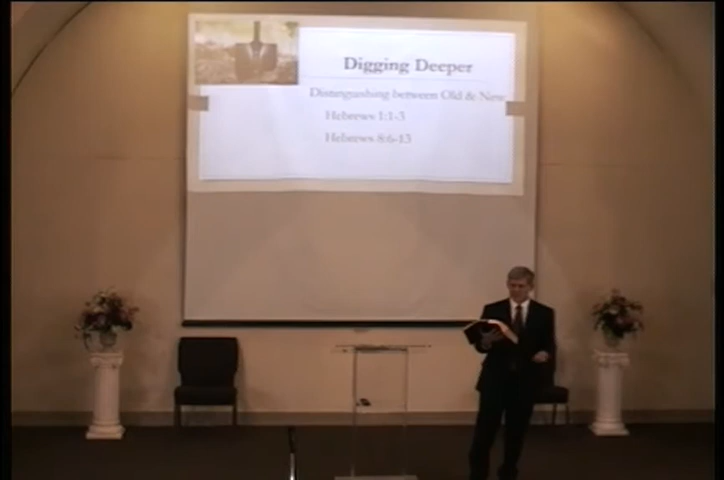 Digging Deeper
Distinguishing between Old & New
Hebrews 1:1-3
Hebrews 8:6-13